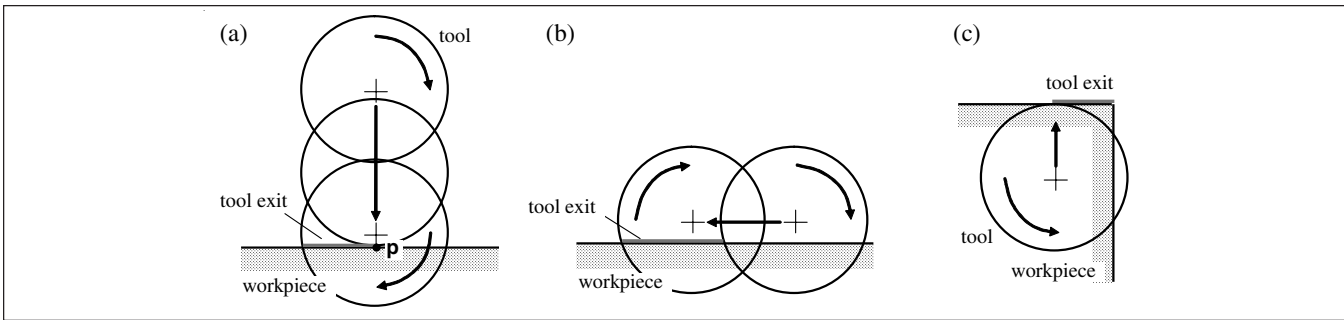 (a)
tool
tool exit
p
workpiece
(b)
tool exit
workpiece
(c)
tool exit
tool
workpiece